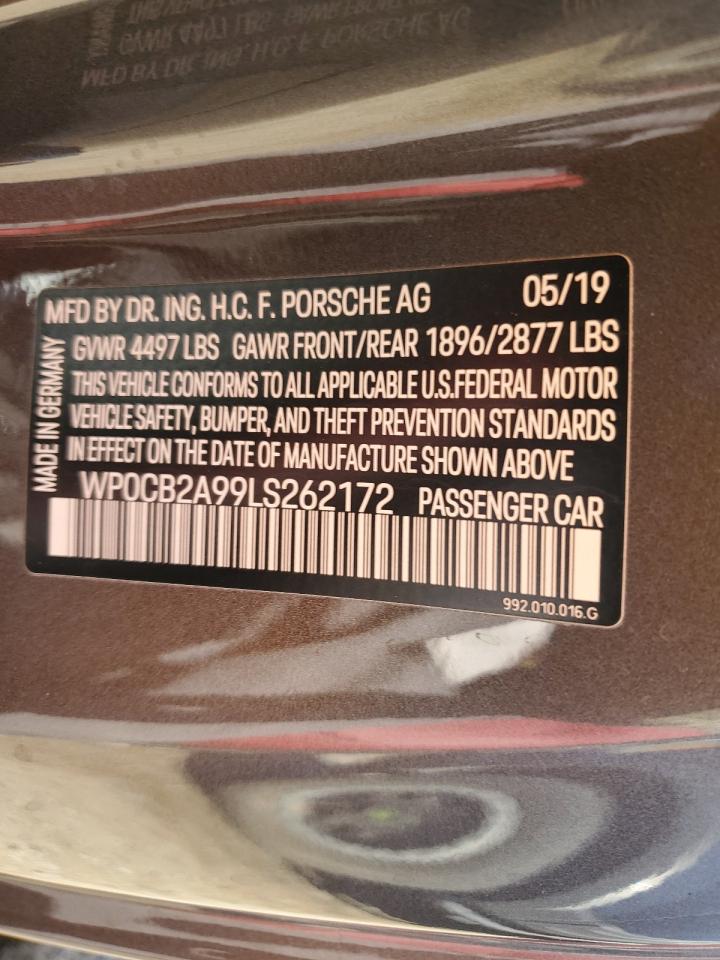 MFD BY DR. ING. H.C. F. PORSCHE AG 05/19
GVWR 4497 LBS GAWR FRONT/REAR 1896/2877 LBS
THIS VEHICLE CONFORMS TO ALL APPLICABLE U.S.FEDERAL MOTOR
VEHICLE SAFETY, BUMPER, AND THEFT PREVENTION STANDARDS
IN EFFECT ON THE DATE OF MANUFACTURE SHOWN ABOVE
WP0CB2A99LS262172 PASSENGER CAR
992.010.016.G
MADE IN GERMANY